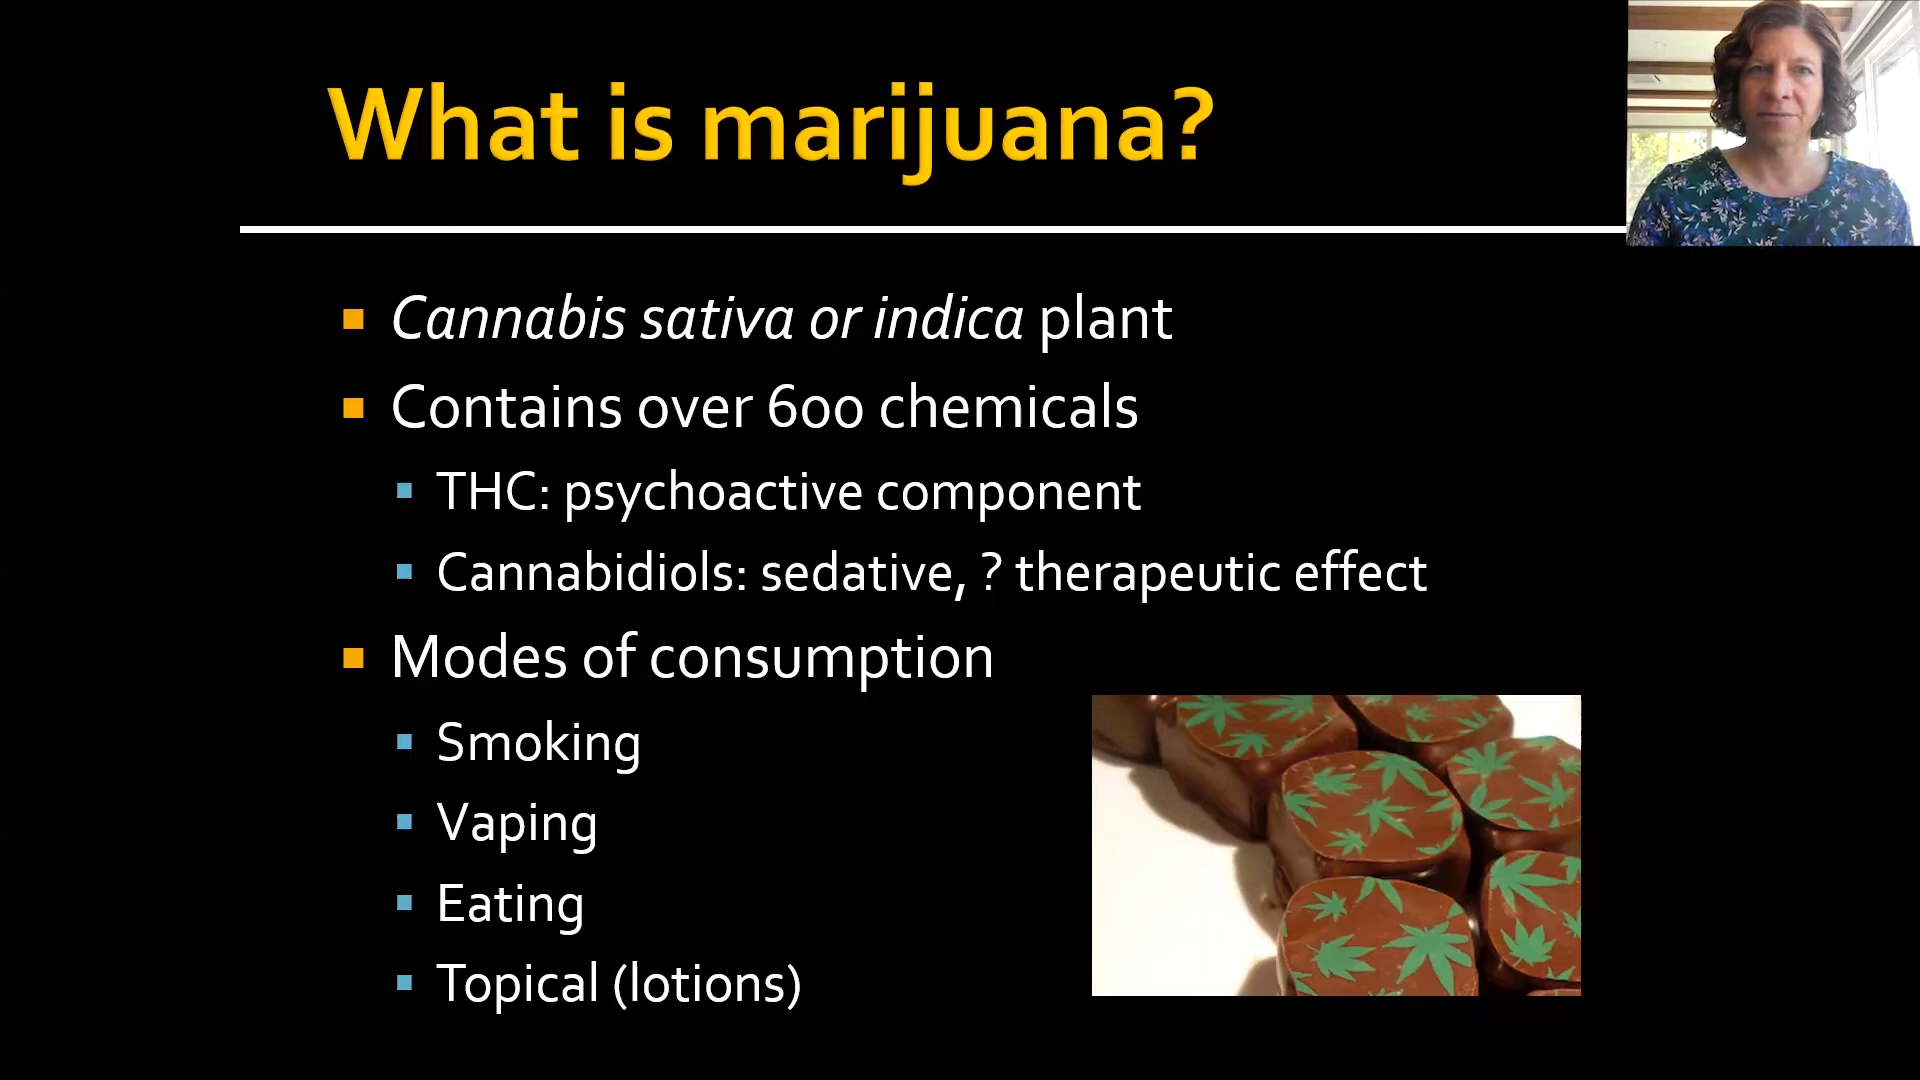 What is marijuana?
Cannabis sativa or indica plant
Contains over 600 chemicals
THC: psychoactive component
Cannabidiols: sedative, ? therapeutic effect
Modes of consumption
Smoking
Vaping
Eating
Topical (lotions)